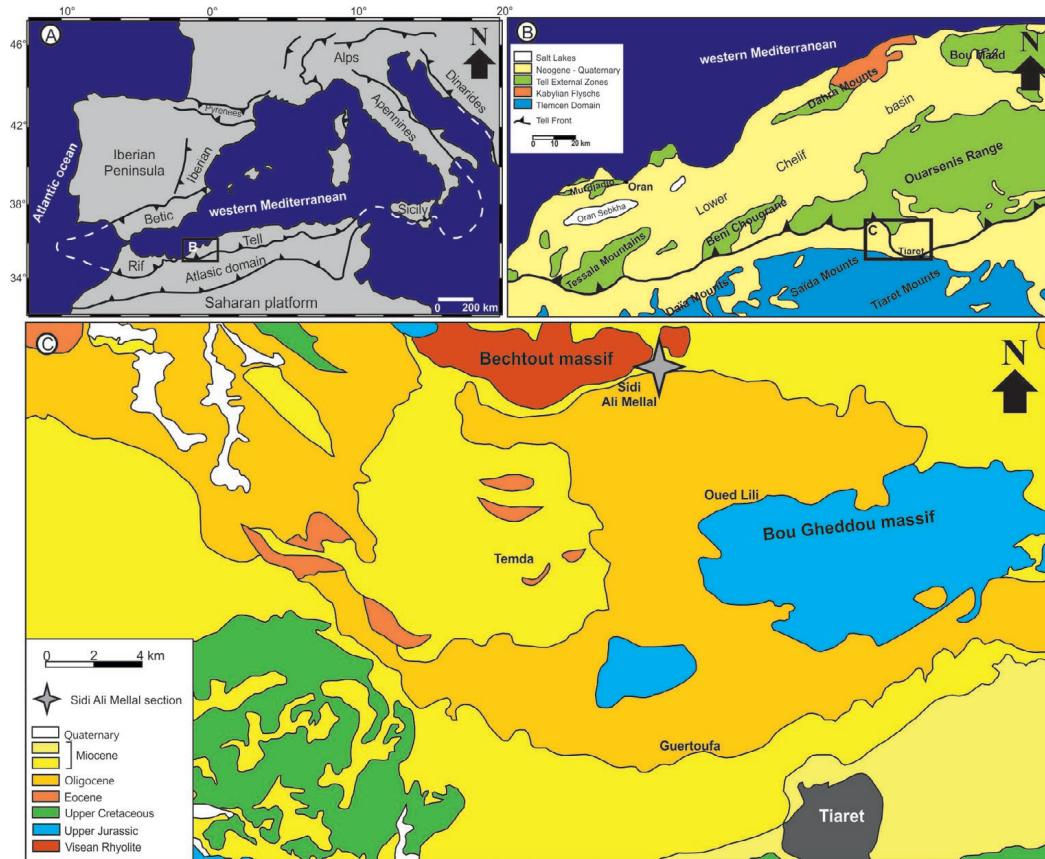 A
10°
0°
10°
20°
46°
42°
38°
34°
N
Alps
Dinarides
Apennines
Pyrenees
Iberian
Peninsula
Iberian
Atlantic ocean
western Mediterranean
Betic
Sicily
B
Rif
Tell
Atlasic domain
Saharan platform
200 km
B
Salt Lakes
Neogene - Quaternary
Tell External Zones
Kabylian Flyschs
Tlemcen Domain
Tell Front
0 10 20 km
western Mediterranean
N
Dahra Mounts
basin
Chelif
Lower
Ouarsenis Range
Murdjadjo
Oran
Oran Sebkha
Beni Chougrane
Tessala Mountains
C
Tiaret
Daïa Mounts
Saïda Mounts
Tiaret Mounts
C
N
Bechtout massif
Sidi
Ali Mellal
Oued Lili
Bou Gheddou massif
Temda
Guertoufa
Tiaret
0 2 4 km
Sidi Ali Mellal section
Quaternary
Miocene
Oligocene
Eocene
Upper Cretaceous
Upper Jurassic
Visean Rhyolite